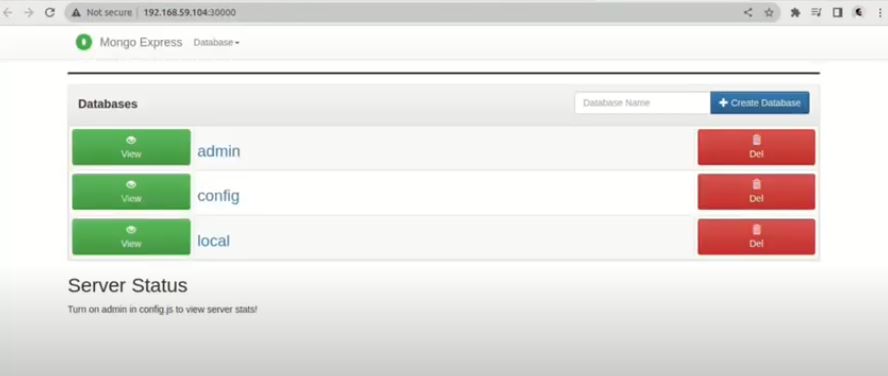 Not secure 192.168.59.104:30000
Mongo Express Database
Databases
Database Name
Create Database
View
admin
Del
View
config
Del
View
local
Del
Server Status
Turn on admin in config.js to view server stats!